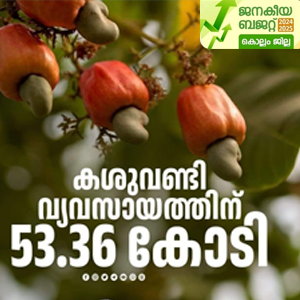 ജനകീയ
ബജറ്റ് 2024
2025
കൊല്ലം ജില്ല
കശുവണ്ടി
വ്യവസായത്തിന്
53.36 കോടി